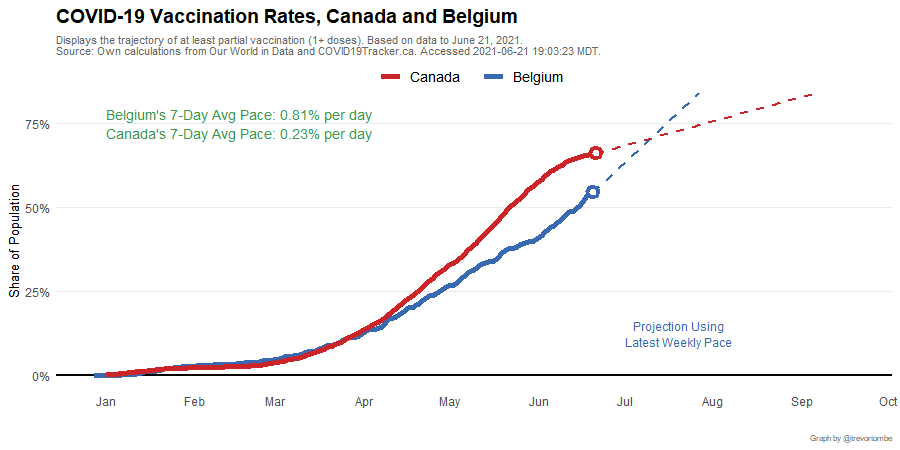 COVID-19 Vaccination Rates, Canada and Belgium
Displays the trajectory of at least partial vaccination (1+ doses). Based on data to June 21, 2021.
Source: Own calculations from Our World in Data and COVID19Tracker.ca. Accessed 2021-06-21 19:03:23 MDT.
Canada Belgium
Belgium's 7-Day Avg Pace: 0.81% per day
Canada's 7-Day Avg Pace: 0.23% per day
Share of Population
75%
50%
25%
0%
Projection Using
Latest Weekly Pace
Jan Feb Mar Apr May Jun Jul Aug Sep Oct
Graph by @trevortombe